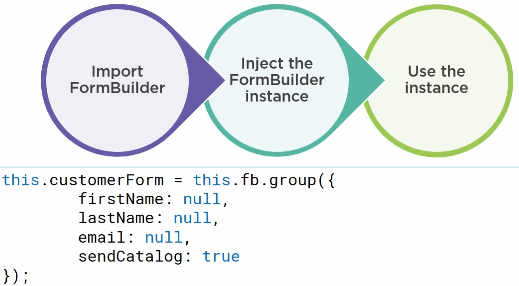 Import
FormBuilder
Inject the
FormBuilder
instance
Use the
instance
this.customerForm = this.fb.group({
        firstName: null,
        lastName: null,
        email: null,
        sendCatalog: true
});